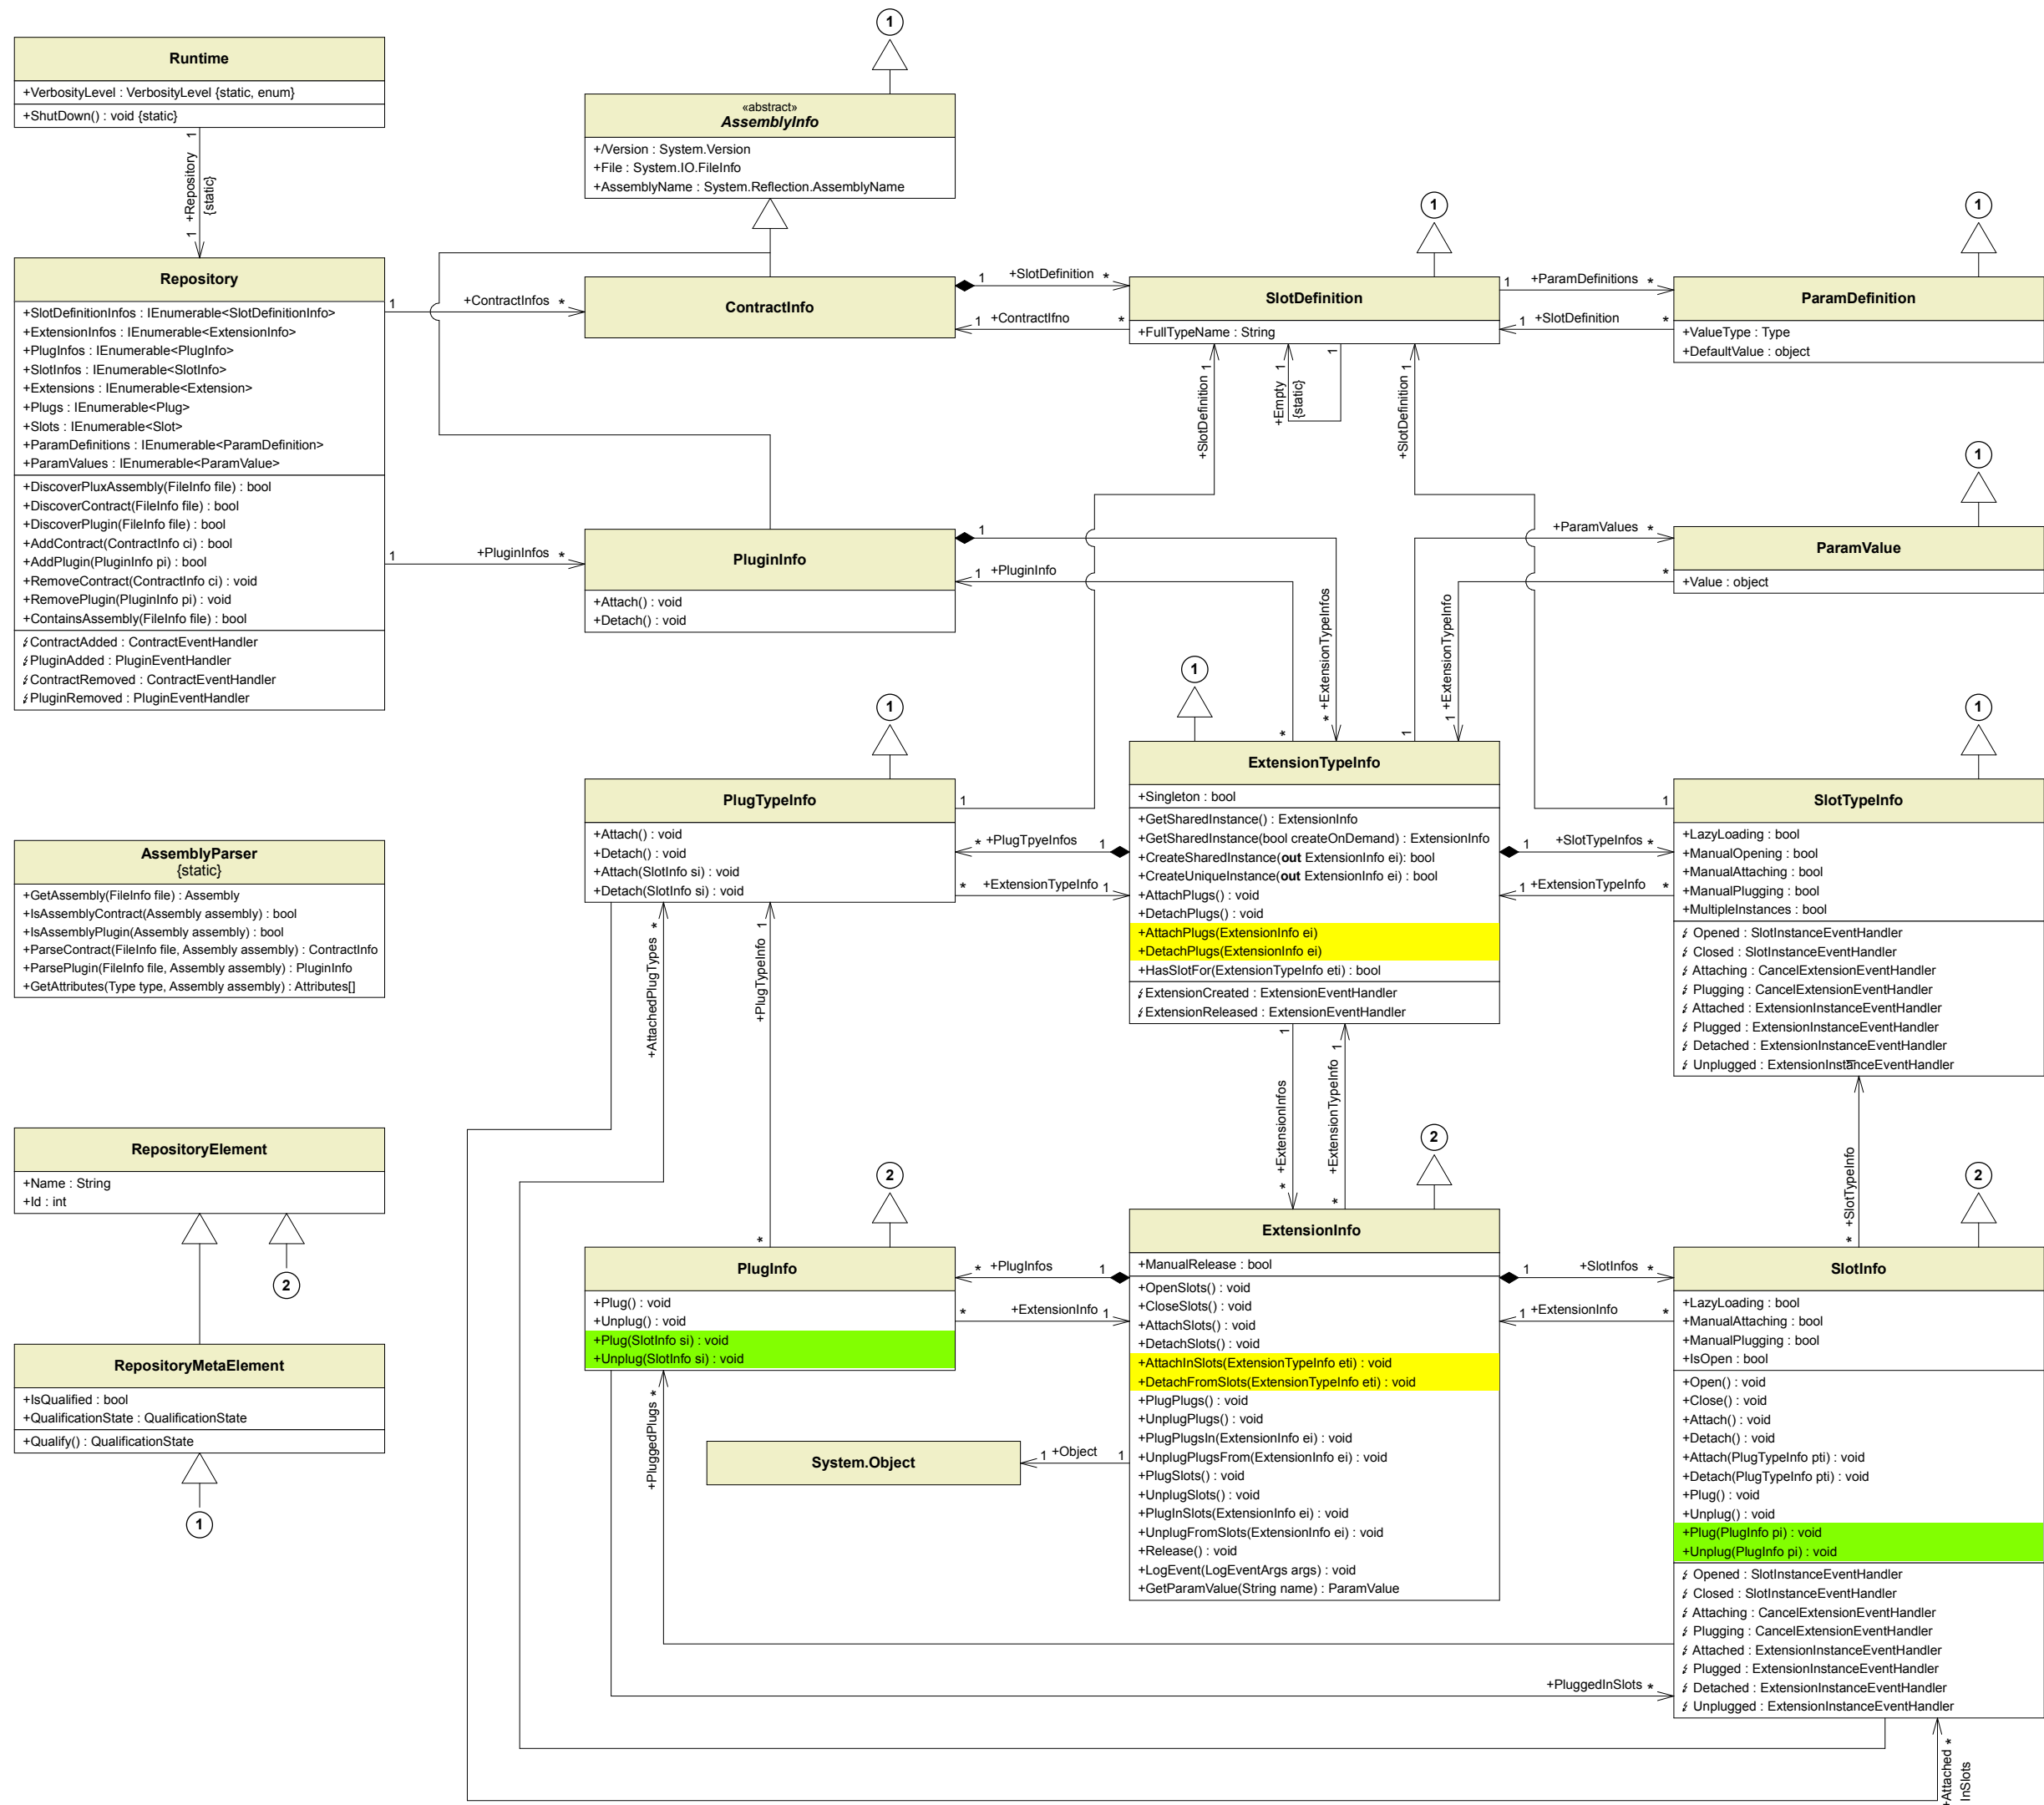 1
Runtime
+VerbosityLevel : VerbosityLevel {static, enum}
+ShutDown() : void {static}
1
+Repository
{static}
1
«abstract»
AssemblyInfo
+/Version : System.Version
+File : System.IO.FileInfo
+AssemblyName : System.Reflection.AssemblyName
1
1
Repository
+SlotDefinitionInfos : IEnumerable<SlotDefinitionInfo>
+ExtensionInfos : IEnumerable<ExtensionInfo>
+PlugInfos : IEnumerable<PlugInfo>
+SlotInfos : IEnumerable<SlotInfo>
+Extensions : IEnumerable<Extension>
+Plugs : IEnumerable<Plug>
+Slots : IEnumerable<Slot>
+ParamDefinitions : IEnumerable<ParamDefinition>
+ParamValues : IEnumerable<ParamValue>
+DiscoverPluxAssembly(FileInfo file) : bool
+DiscoverContract(FileInfo file) : bool
+DiscoverPlugin(FileInfo file) : bool
+AddContract(ContractInfo ci) : bool
+AddPlugin(PluginInfo pi) : bool
+RemoveContract(ContractInfo ci) : void
+RemovePlugin(PluginInfo pi) : void
+ContainsAssembly(FileInfo file) : bool
ContractAdded : ContractEventHandler
PluginAdded : PluginEventHandler
ContractRemoved : ContractEventHandler
PluginRemoved : PluginEventHandler
1 +ContractInfos *
ContractInfo
1 +SlotDefinition *
1 +ContractIfno *
SlotDefinition
+FullTypeName : String
1 +ParamDefinitions *
1 +SlotDefinition *
ParamDefinition
+ValueType : Type
+DefaultValue : object
+SlotDefinition 1
+Empty 1
{static}
1
+SlotDefinition 1
1
1 +PluginInfos *
PluginInfo
+Attach() : void
+Detach() : void
1
1 +PluginInfo
*
* +ExtensionTypeInfos
+ParamValues *
1
ParamValue
+Value : object
*
1 +ExtensionTypeInfo
1
1
1
PlugTypeInfo
+Attach() : void
+Detach() : void
+Attach(SlotInfo si) : void
+Detach(SlotInfo si) : void
1
* +PlugTpyeInfos 1
* +ExtensionTypeInfo 1
ExtensionTypeInfo
+Singleton : bool
+GetSharedInstance() : ExtensionInfo
+GetSharedInstance(bool createOnDemand) : ExtensionInfo
+CreateSharedInstance(out ExtensionInfo ei): bool
+CreateUniqueInstance(out ExtensionInfo ei) : bool
+AttachPlugs() : void
+DetachPlugs() : void
+AttachPlugs(ExtensionInfo ei)
+DetachPlugs(ExtensionInfo ei)
+HasSlotFor(ExtensionTypeInfo eti) : bool
ExtensionCreated : ExtensionEventHandler
ExtensionReleased : ExtensionEventHandler
1
1 +SlotTypeInfos *
1 +ExtensionTypeInfo *
SlotTypeInfo
+LazyLoading : bool
+ManualOpening : bool
+ManualAttaching : bool
+ManualPlugging : bool
+MultipleInstances : bool
Opened : SlotInstanceEventHandler
Closed : SlotInstanceEventHandler
Attaching : CancelExtensionEventHandler
Plugging : CancelExtensionEventHandler
Attached : ExtensionInstanceEventHandler
Plugged : ExtensionInstanceEventHandler
Detached : ExtensionInstanceEventHandler
Unplugged : ExtensionInstanceEventHandler
AssemblyParser
{static}
+GetAssembly(FileInfo file) : Assembly
+IsAssemblyContract(Assembly assembly) : bool
+IsAssemblyPlugin(Assembly assembly) : bool
+ParseContract(FileInfo file, Assembly assembly) : ContractInfo
+ParsePlugin(FileInfo file, Assembly assembly) : PluginInfo
+GetAttributes(Type type, Assembly assembly) : Attributes[]
+AttachedPlugTypes *
+PlugTypeInfo 1
*
1
* +ExtensionInfos
+ExtensionTypeInfo 1
*
1
* +SlotTypeInfo
RepositoryElement
+Name : String
+Id : int
2
RepositoryMetaElement
+IsQualified : bool
+QualificationState : QualificationState
+Qualify() : QualificationState
1
2
PlugInfo
+Plug() : void
+Unplug() : void
+Plug(SlotInfo si) : void
+Unplug(SlotInfo si) : void
* +PlugInfos 1
* +ExtensionInfo 1
+PluggedPlugs *
2
ExtensionInfo
+ManualRelease : bool
+OpenSlots() : void
+CloseSlots() : void
+AttachSlots() : void
+DetachSlots() : void
+AttachInSlots(ExtensionTypeInfo eti) : void
+DetachFromSlots(ExtensionTypeInfo eti) : void
+PlugPlugs() : void
+UnplugPlugs() : void
+PlugPlugsIn(ExtensionInfo ei) : void
+UnplugPlugsFrom(ExtensionInfo ei) : void
+PlugSlots() : void
+UnplugSlots() : void
+PlugInSlots(ExtensionInfo ei) : void
+UnplugFromSlots(ExtensionInfo ei) : void
+Release() : void
+LogEvent(LogEventArgs args) : void
+GetParamValue(String name) : ParamValue
System.Object
1 +Object 1
1 +SlotInfos *
1 +ExtensionInfo *
2
SlotInfo
+LazyLoading : bool
+ManualAttaching : bool
+ManualPlugging : bool
+IsOpen : bool
+Open() : void
+Close() : void
+Attach() : void
+Detach() : void
+Attach(PlugTypeInfo pti) : void
+Detach(PlugTypeInfo pti) : void
+Plug() : void
+Unplug() : void
+Plug(PlugInfo pi) : void
+Unplug(PlugInfo pi) : void
Opened : SlotInstanceEventHandler
Closed : SlotInstanceEventHandler
Attaching : CancelExtensionEventHandler
Plugging : CancelExtensionEventHandler
Attached : ExtensionInstanceEventHandler
Plugged : ExtensionInstanceEventHandler
Detached : ExtensionInstanceEventHandler
Unplugged : ExtensionInstanceEventHandler
+PluggedInSlots *
+Attached *
InSlots